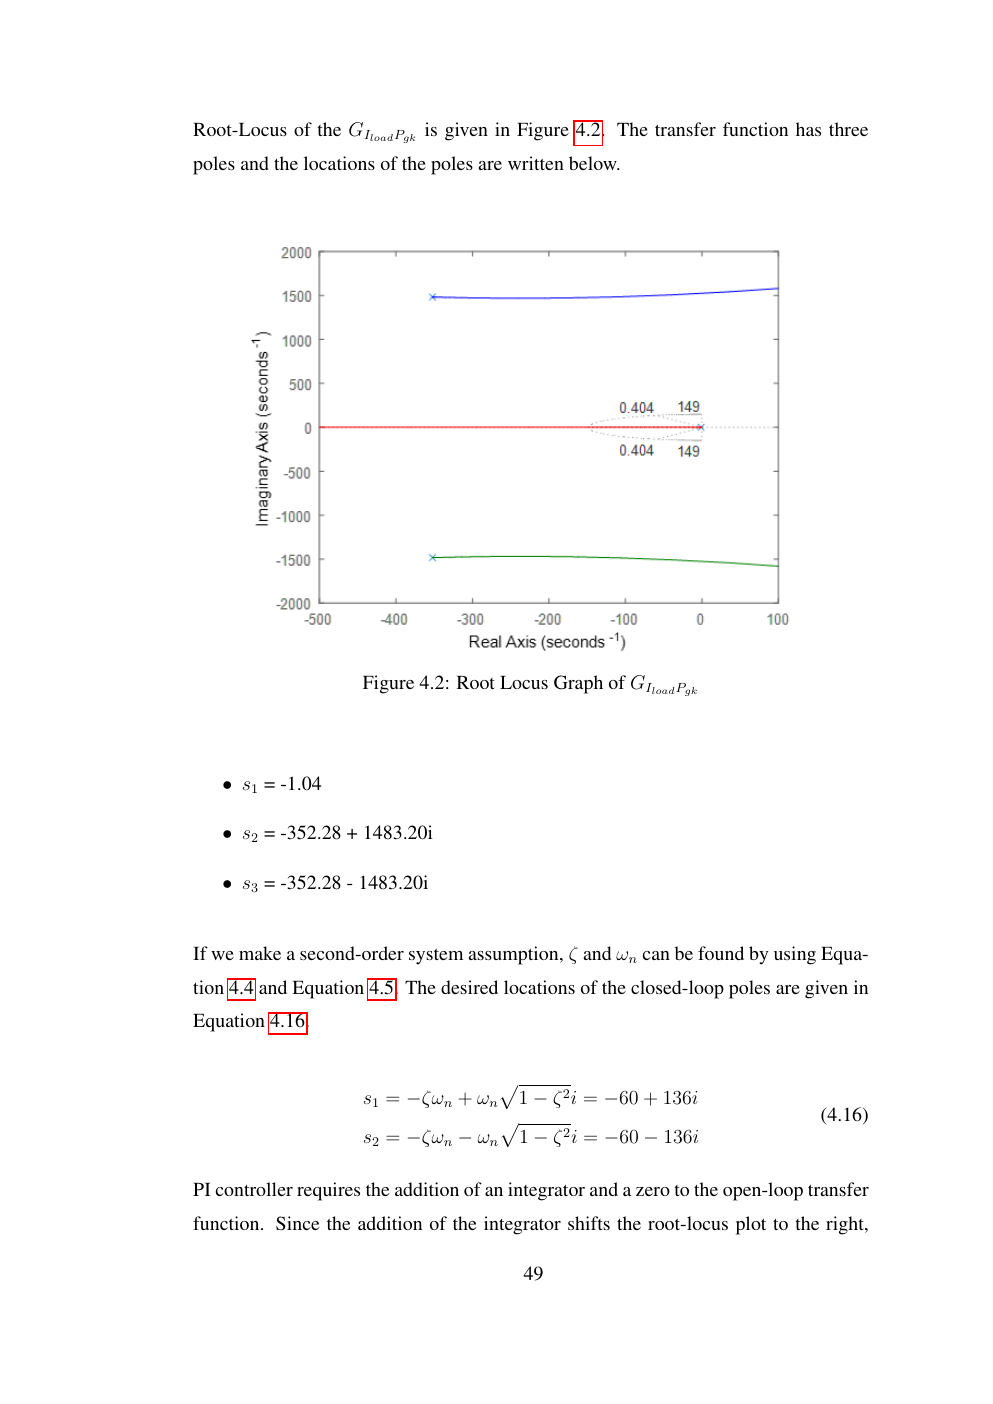 Root-Locus of the G_{I_{load}P_{gk}} is given in Figure 4.2. The transfer function has three
poles and the locations of the poles are written below.
2000
1500
1000
500
0
-500
-1000
-1500
-2000
Imaginary Axis (seconds⁻¹)
0.404 149
0.404 149
-500 -400 -300 -200 -100 0 100
Real Axis (seconds⁻¹)
Figure 4.2: Root Locus Graph of G_{I_{load}P_{gk}}
• s₁ = -1.04
• s₂ = -352.28 + 1483.20i
• s₃ = -352.28 - 1483.20i
If we make a second-order system assumption, ζ and ωₙ can be found by using Equa-
tion 4.4 and Equation 4.5. The desired locations of the closed-loop poles are given in
Equation 4.16.
s₁ = −ζωₙ + ωₙ√(1 − ζ²)i = −60 + 136i
s₂ = −ζωₙ − ωₙ√(1 − ζ²)i = −60 − 136i
(4.16)
PI controller requires the addition of an integrator and a zero to the open-loop transfer
function. Since the addition of the integrator shifts the root-locus plot to the right,
49